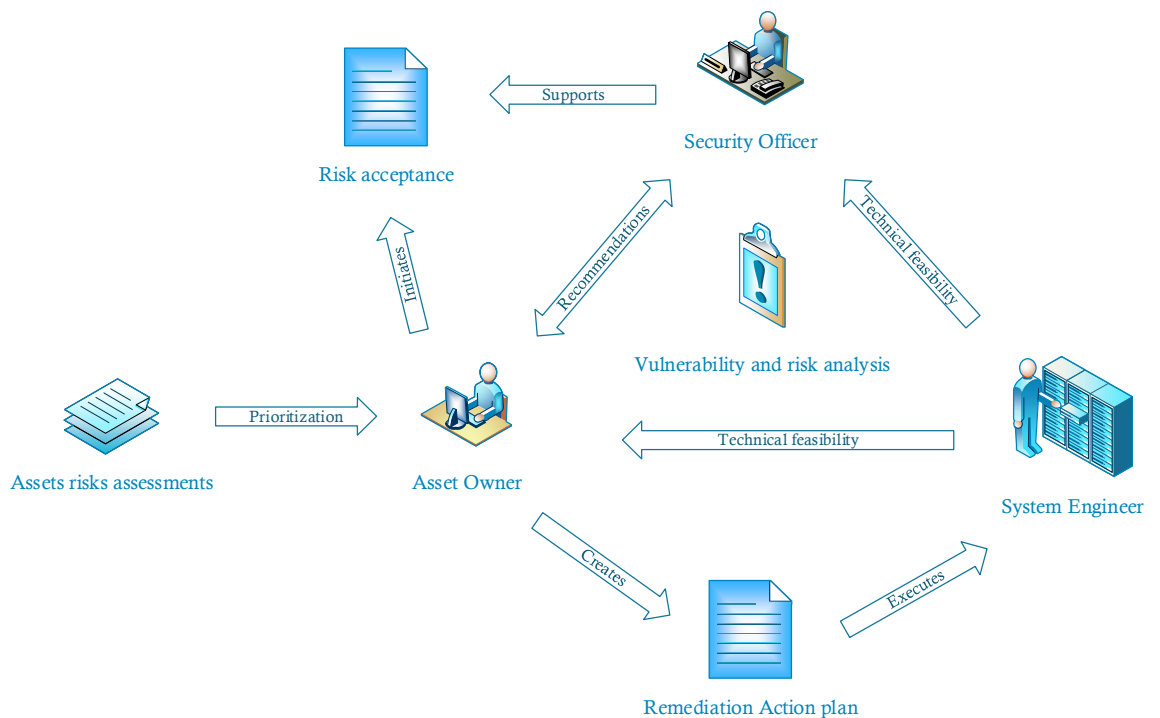 Supports
Security Officer
Risk acceptance
Technical feasibility
Recommendations
Initiates
Vulnerability and risk analysis
Prioritization
Technical feasibility
Assets risks assessments
Asset Owner
System Engineer
Creates
Executes
Remediation Action plan